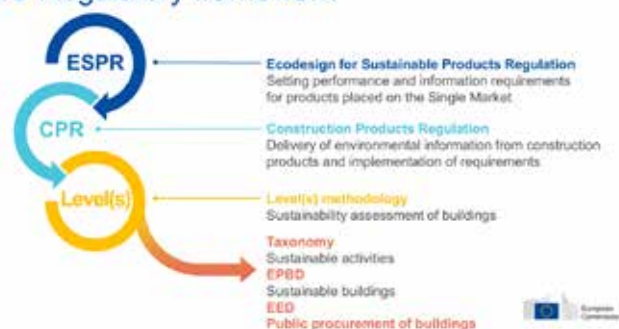 ESPR
Ecodesign for Sustainable Products Regulation
Setting performance and information requirements
for products placed on the Single Market
CPR
Construction Products Regulation
Delivery of environmental information from construction
products and implementation of requirements
Level(s)
Level(s) methodology
Sustainability assessment of buildings
Taxonomy
Sustainable activities
EPBD
Sustainable buildings
EED
Public procurement of buildings
European
Commission